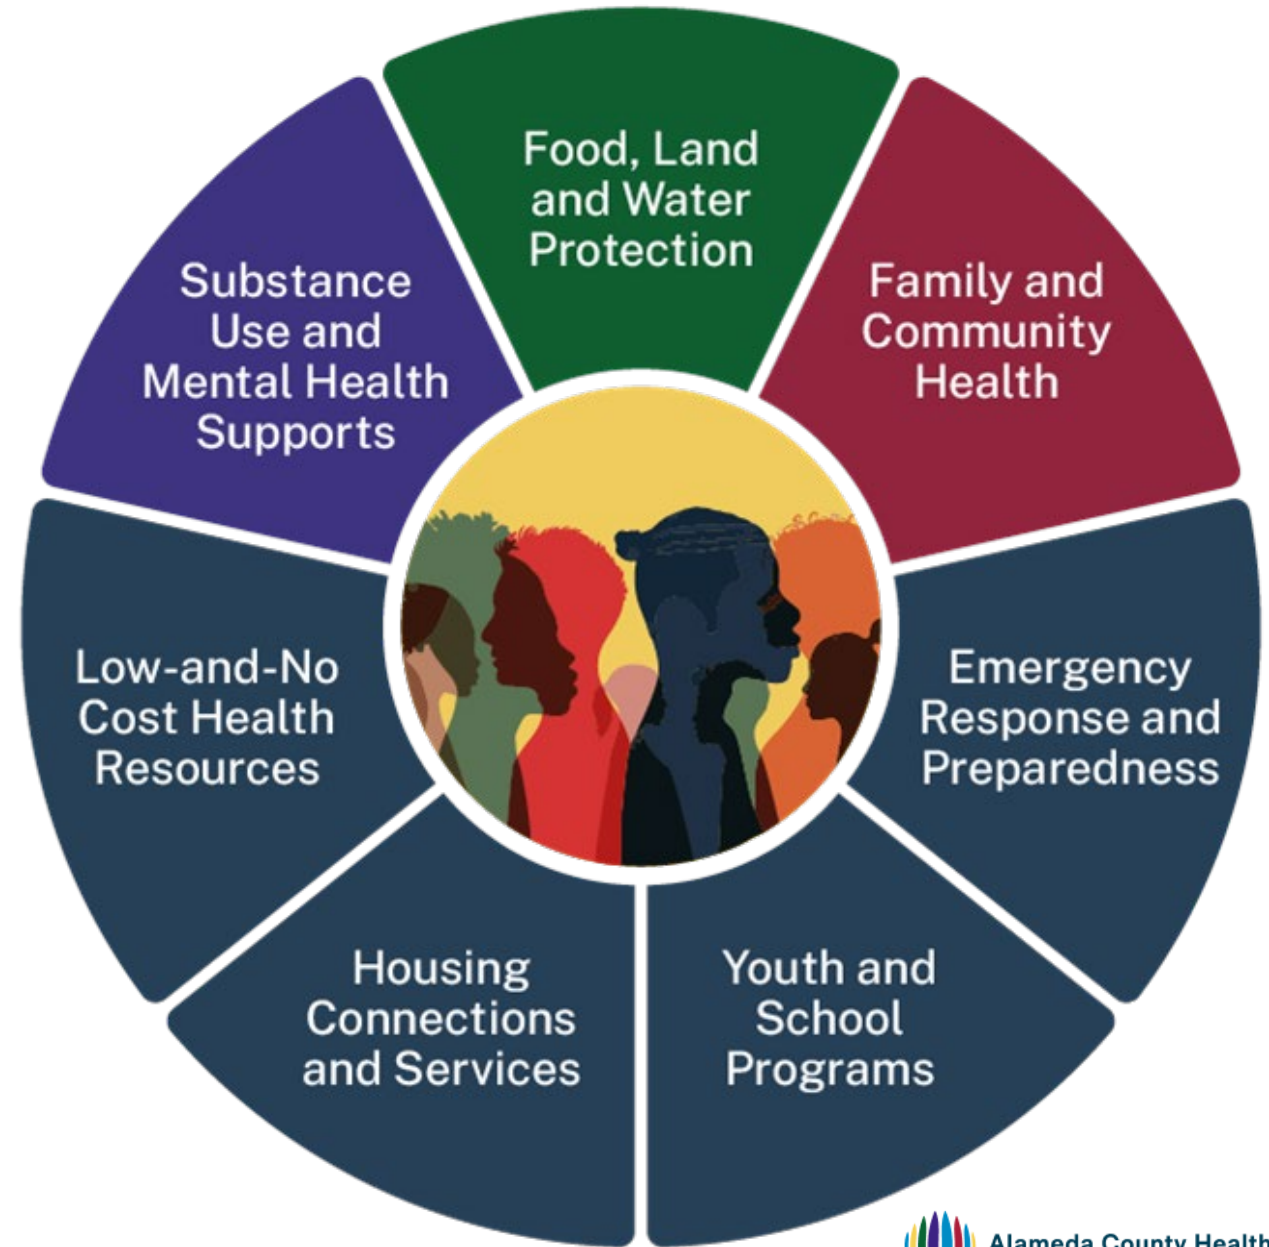 Food, Land
and Water
Protection
Family and
Community
Health
Emergency
Response and
Preparedness
Youth and
School
Programs
Housing
Connections
and Services
Low-and-No
Cost Health
Resources
Substance
Use and
Mental Health
Supports
Alameda County Health